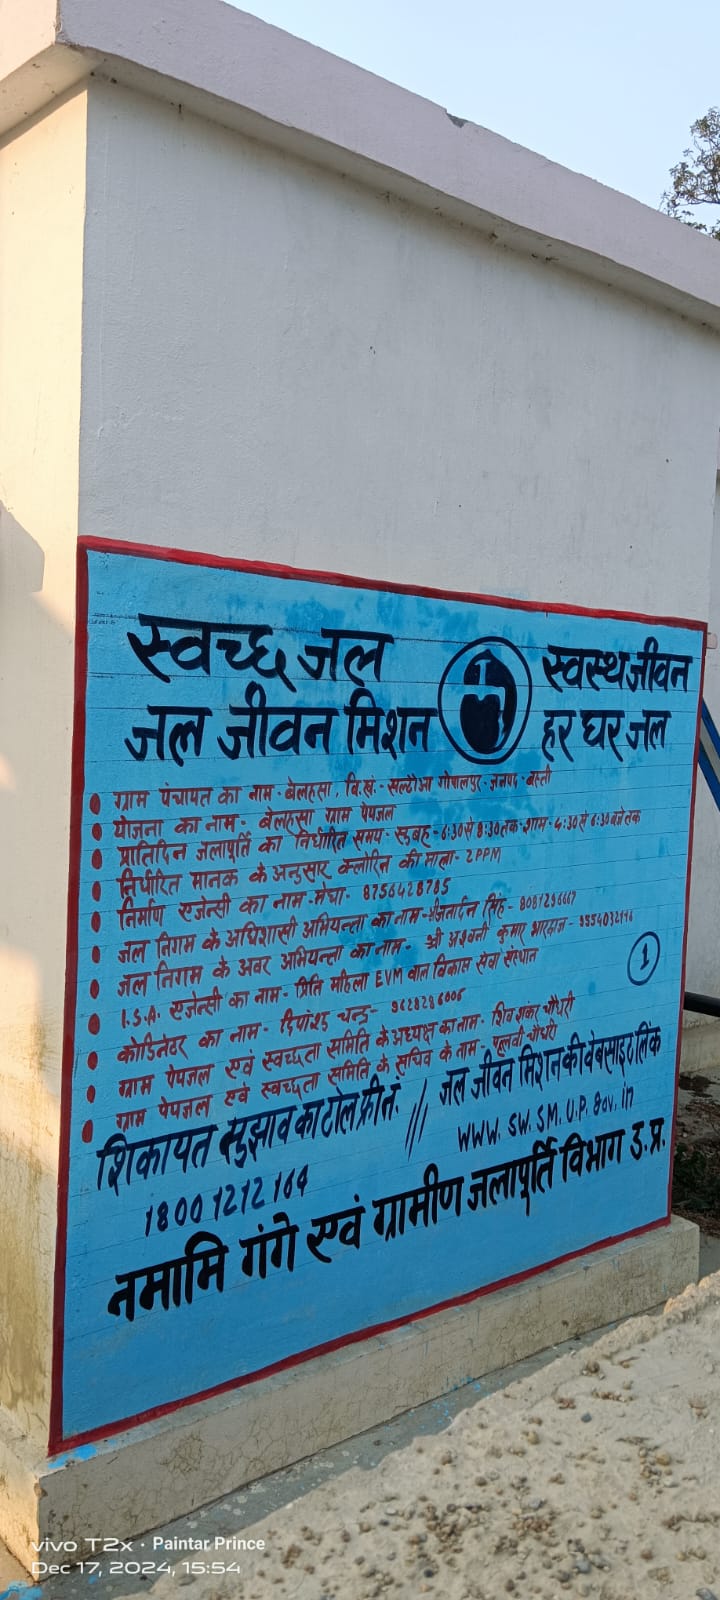 स्वच्छ जल स्वस्थ जीवन
जल जीवन मिशन हर घर जल
ग्राम पंचायत का नाम - बेलहसा, वि.खं. - सल्टौआ गोपालपुर - जनपद - बस्ती
योजना का नाम - बेलहसा ग्राम पेयजल
प्रतिदिन जलापूर्ति का निर्धारित समय - सुबह - 6:30 से 8:30 तक - शाम - 4:30 से 6:30 बजे तक
निर्धारित मानक के अनुसार क्लोरिन की मात्रा - 2PPM
निर्माण एजेन्सी का नाम - मेघा - 8756428785
जल निगम के अधिशासी अभियन्ता का नाम - जनार्दन सिंह - 8081296667
जल निगम के अवर अभियन्ता का नाम - श्री अश्वनी कुमार भारद्वाज -
I.S.A. एजेन्सी का नाम - प्रिति महिला EVM बाल विकास सेवा संस्थान
कोर्डिनेटर का नाम - चन्द - 9628296006
ग्राम पेयजल एवं स्वच्छता समिति के अध्यक्ष का नाम - शिव शंकर चौधरी
ग्राम पेयजल एवं स्वच्छता समिति के सचिव के नाम - चौधरी
1
शिकायत सुझाव का टोल फ्री न. /// जल जीवन मिशन की वेबसाइट लिंक
1800 1212 164 WWW. SW. SM. U.P. Gov. in
नमामि गंगे एवं ग्रामीण जलापूर्ति विभाग उ.प्र.
vivo T2x · Paintar Prince
Dec 17, 2024, 15:54